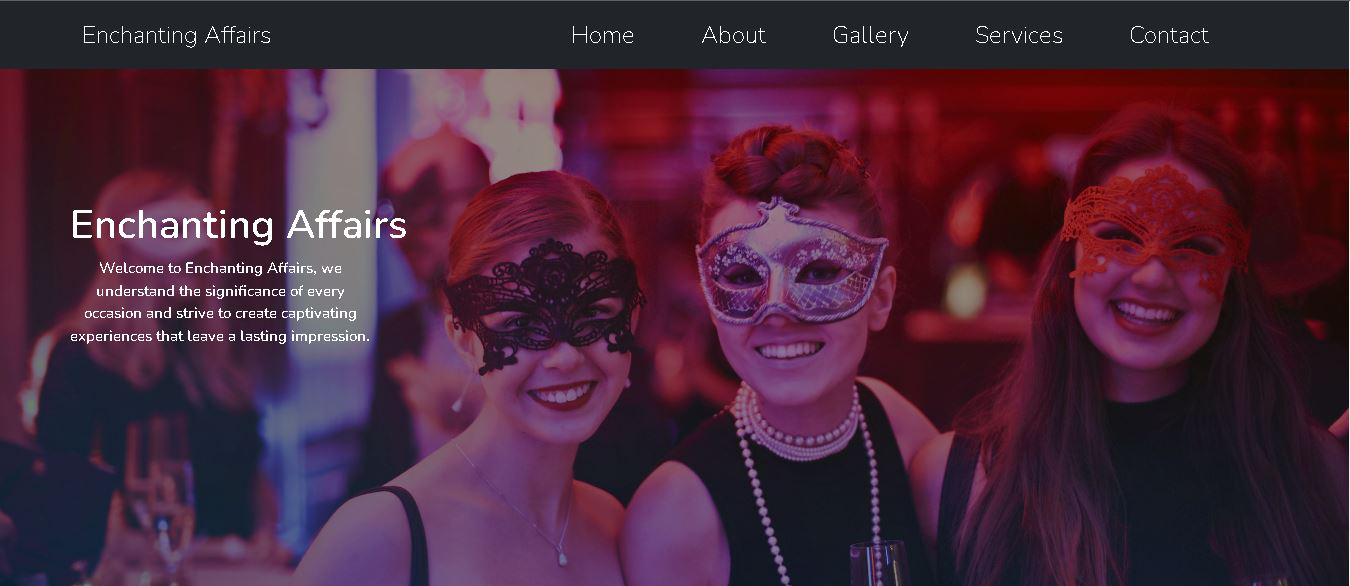 Enchanting Affairs Home About Gallery Services Contact
Enchanting Affairs
Welcome to Enchanting Affairs, we
understand the significance of every
occasion and strive to create captivating
experiences that leave a lasting impression.